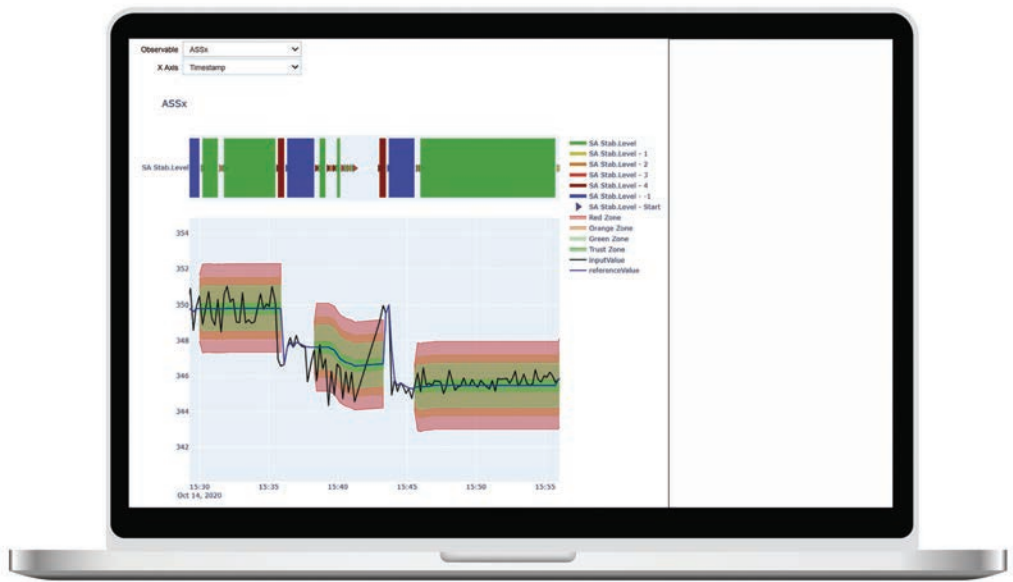 Observable ASSx
X Axis Timestamp
ASSx
SA Stab.Level
SA Stab.Level
SA Stab.Level - 1
SA Stab.Level - 2
SA Stab.Level - 3
SA Stab.Level - 4
SA Stab.Level - -1
SA Stab.Level - Start
Red Zone
Orange Zone
Green Zone
Trust Zone
inputValue
referenceValue
354
352
350
348
346
344
342
15:30 15:35 15:40 15:45 15:50 15:55
Oct 14, 2020